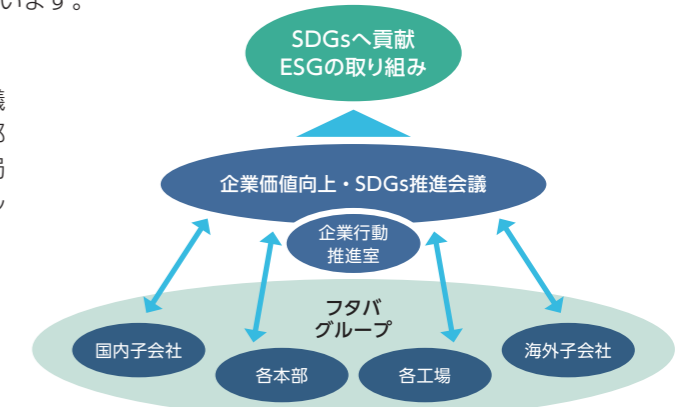 います。
SDGsへ貢献
ESGの取り組み
企業価値向上・SDGs推進会議
企業行動
推進室
フタバ
グループ
国内子会社
各本部
各工場
海外子会社